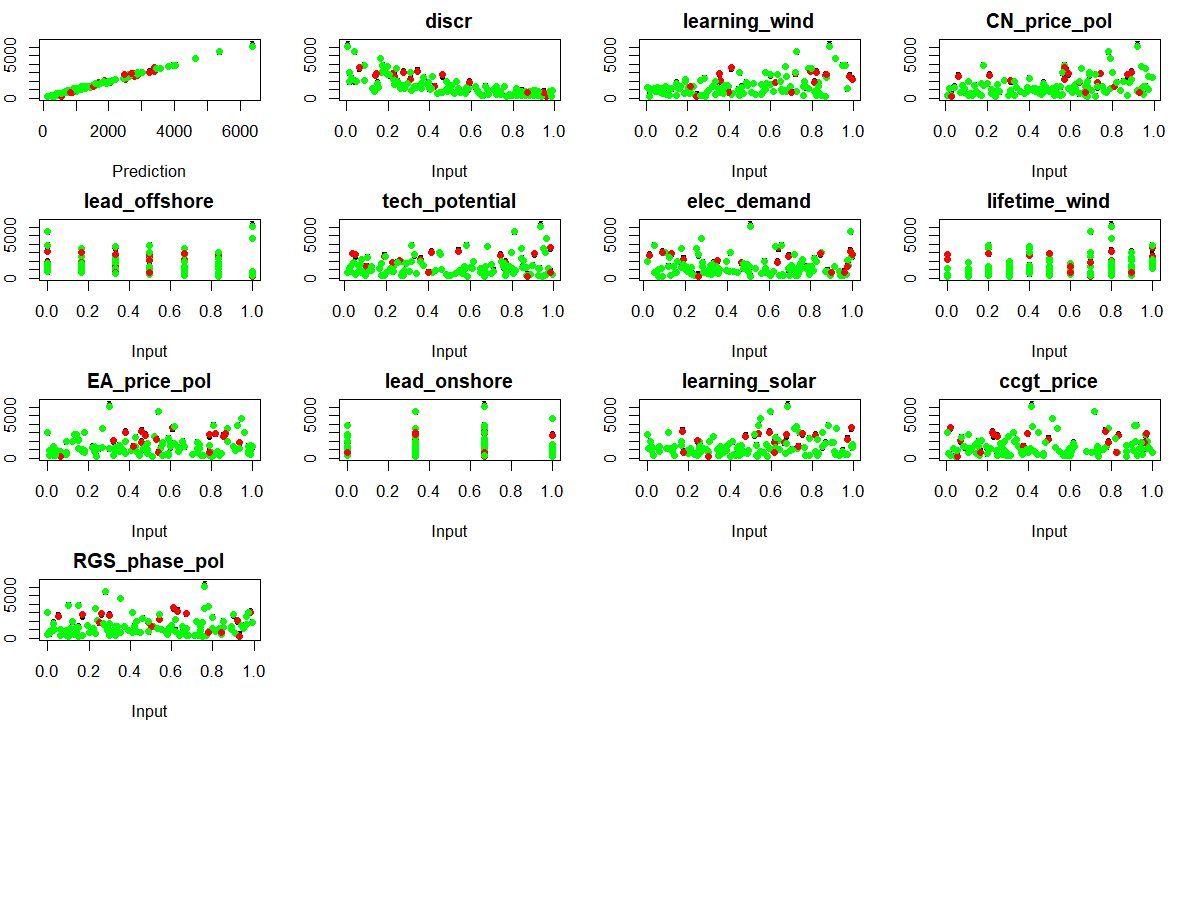 discr
learning_wind
CN_price_pol
0 5000
0 2000 4000 6000
Prediction
0 5000
0.0 0.2 0.4 0.6 0.8 1.0
Input
0 5000
0.0 0.2 0.4 0.6 0.8 1.0
Input
0 5000
0.0 0.2 0.4 0.6 0.8 1.0
Input
lead_offshore
tech_potential
elec_demand
lifetime_wind
0 5000
0.0 0.2 0.4 0.6 0.8 1.0
Input
0 5000
0.0 0.2 0.4 0.6 0.8 1.0
Input
0 5000
0.0 0.2 0.4 0.6 0.8 1.0
Input
0 5000
0.0 0.2 0.4 0.6 0.8 1.0
Input
EA_price_pol
lead_onshore
learning_solar
ccgt_price
0 5000
0.0 0.2 0.4 0.6 0.8 1.0
Input
0 5000
0.0 0.2 0.4 0.6 0.8 1.0
Input
0 5000
0.0 0.2 0.4 0.6 0.8 1.0
Input
0 5000
0.0 0.2 0.4 0.6 0.8 1.0
Input
RGS_phase_pol
0 5000
0.0 0.2 0.4 0.6 0.8 1.0
Input